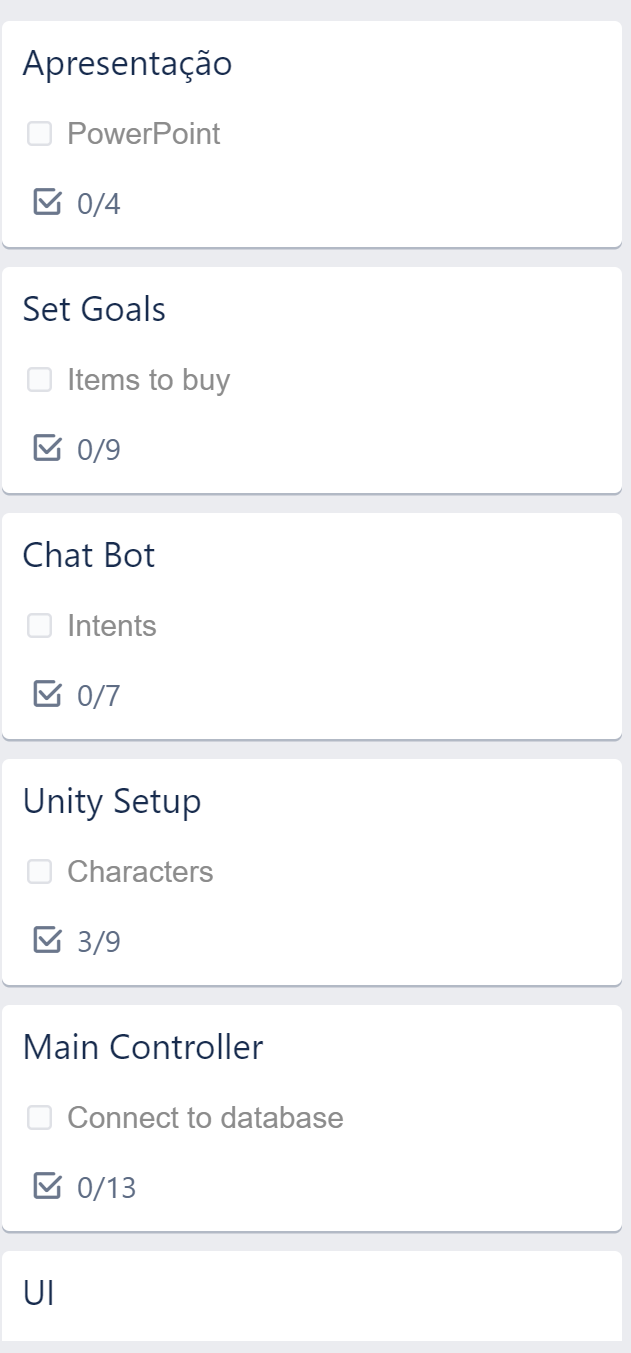 Apresentação
PowerPoint
0/4
Set Goals
Items to buy
0/9
Chat Bot
Intents
0/7
Unity Setup
Characters
3/9
Main Controller
Connect to database
0/13
UI